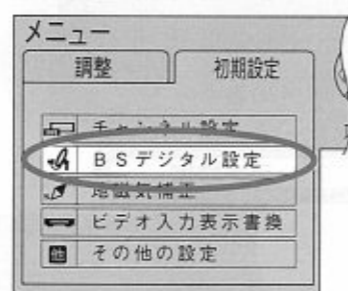 メニュー
調整 初期設定
チャンネル設定
BSデジタル設定
地磁気補正
ビデオ入力表示書換
他 その他の設定